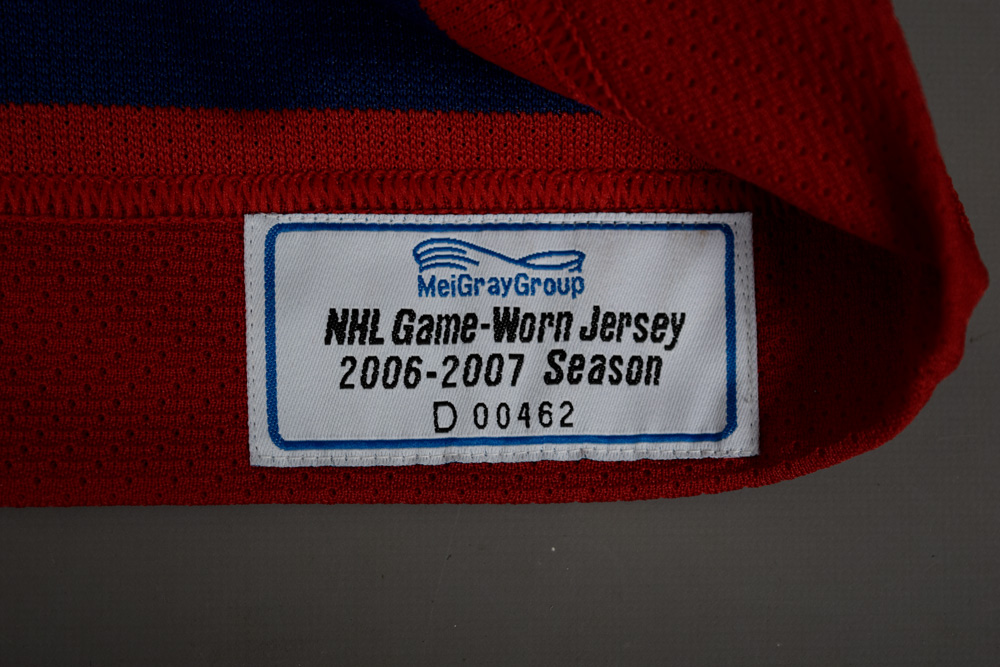 MeiGrayGroup
NHL Game-Worn Jersey
2006-2007 Season
D 00462